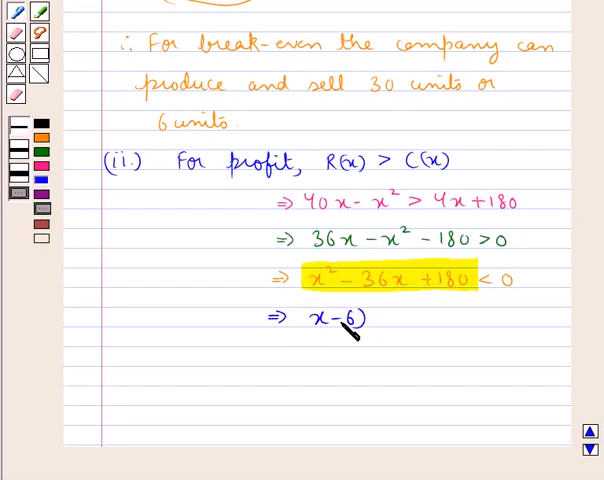 ∴ For break-even the company can
produce and sell 30 units or
6 units.
(ii.) For profit, R(x) > C(x)
⇒ 40x - x² > 4x + 180
⇒ 36x - x² - 180 > 0
⇒ x² - 36x + 180 < 0
⇒ x - 6)